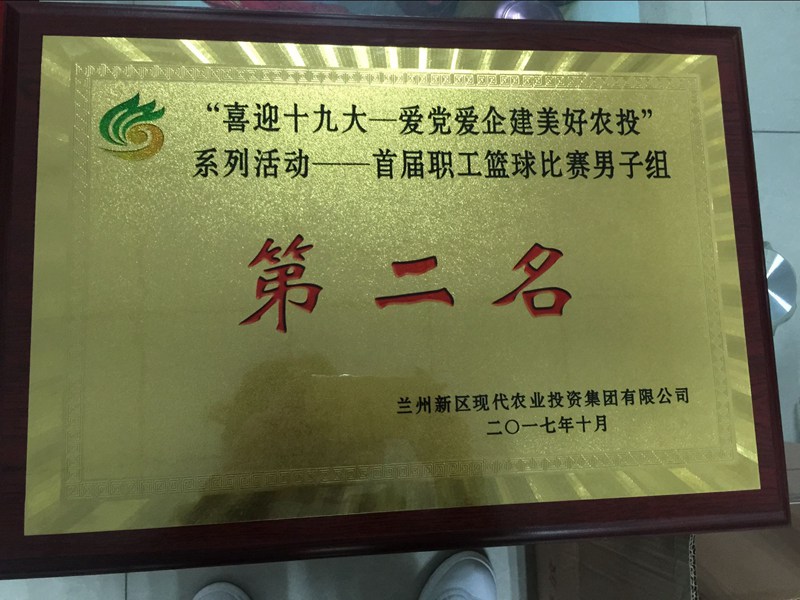 “喜迎十九大—爱党爱企建美好农投”
系列活动——首届职工篮球比赛男子组
第二名
兰州新区现代农业投资集团有限公司
二〇一七年十月